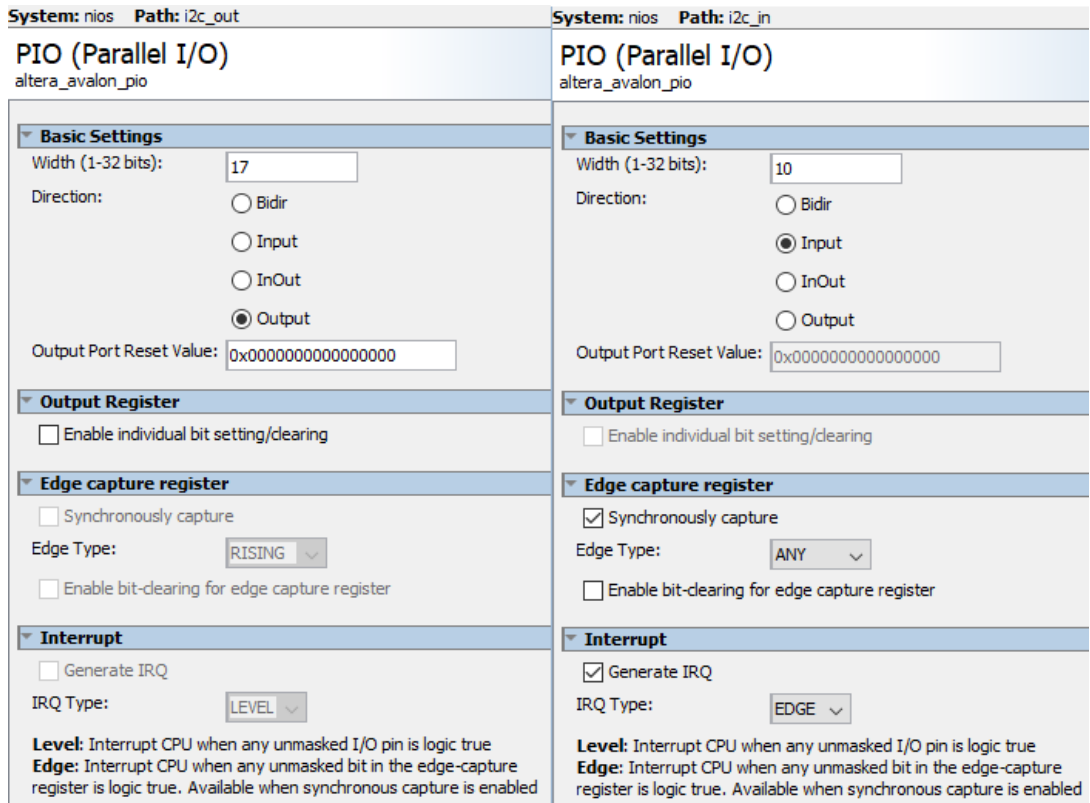 System: nios Path: i2c_out
PIO (Parallel I/O)
altera_avalon_pio
Basic Settings
Width (1-32 bits): 17
Direction:
Bidir
Input
InOut
Output
Output Port Reset Value: 0x0000000000000000
Output Register
Enable individual bit setting/clearing
Edge capture register
Synchronously capture
Edge Type: RISING
Enable bit-clearing for edge capture register
Interrupt
Generate IRQ
IRQ Type: LEVEL
Level: Interrupt CPU when any unmasked I/O pin is logic true
Edge: Interrupt CPU when any unmasked bit in the edge-capture
register is logic true. Available when synchronous capture is enabled
System: nios Path: i2c_in
PIO (Parallel I/O)
altera_avalon_pio
Basic Settings
Width (1-32 bits): 10
Direction:
Bidir
Input
InOut
Output
Output Port Reset Value: 0x0000000000000000
Output Register
Enable individual bit setting/clearing
Edge capture register
Synchronously capture
Edge Type: ANY
Enable bit-clearing for edge capture register
Interrupt
Generate IRQ
IRQ Type: EDGE
Level: Interrupt CPU when any unmasked I/O pin is logic true
Edge: Interrupt CPU when any unmasked bit in the edge-capture
register is logic true. Available when synchronous capture is enabled